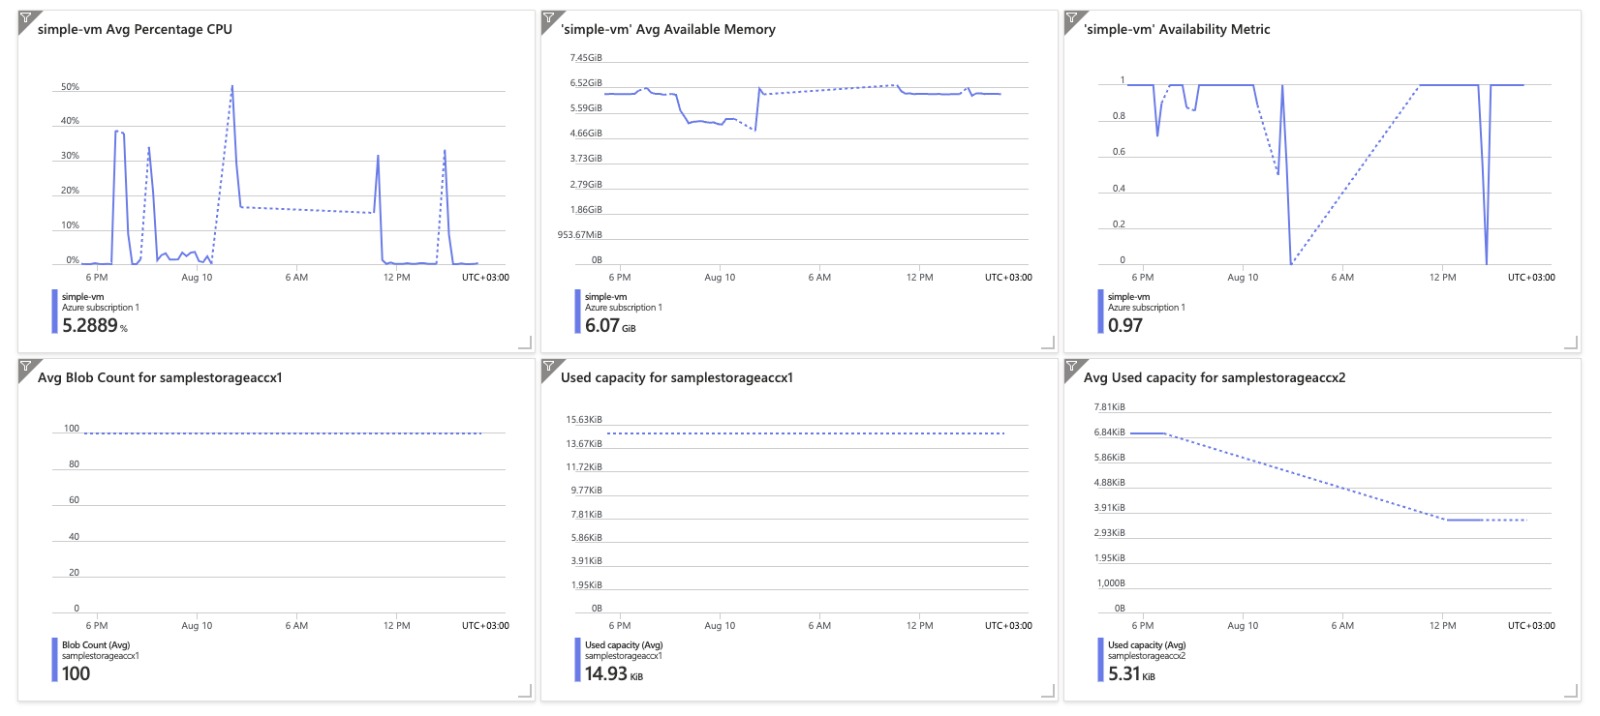 simple-vm Avg Percentage CPU
50%
40%
30%
20%
10%
0%
6 PM Aug 10 6 AM 12 PM UTC+03:00
simple-vm
Azure subscription 1
5.2889 %
'simple-vm' Avg Available Memory
7.45GiB
6.52GiB
5.59GiB
4.66GiB
3.73GiB
2.79GiB
1.86GiB
953.67MiB
0B
6 PM Aug 10 6 AM 12 PM UTC+03:00
simple-vm
Azure subscription 1
6.07 GiB
'simple-vm' Availability Metric
1
0.8
0.6
0.4
0.2
0
6 PM Aug 10 6 AM 12 PM UTC+03:00
simple-vm
Azure subscription 1
0.97
Avg Blob Count for samplestorageaccx1
100
80
60
40
20
0
6 PM Aug 10 6 AM 12 PM UTC+03:00
Blob Count (Avg)
samplestorageaccx1
100
Used capacity for samplestorageaccx1
15.63KiB
13.67KiB
11.72KiB
9.77KiB
7.81KiB
5.86KiB
3.91KiB
1.95KiB
0B
6 PM Aug 10 6 AM 12 PM UTC+03:00
Used capacity (Avg)
samplestorageaccx1
14.93 KiB
Avg Used capacity for samplestorageaccx2
7.81KiB
6.84KiB
5.86KiB
4.88KiB
3.91KiB
2.93KiB
1.95KiB
1,000B
0B
6 PM Aug 10 6 AM 12 PM UTC+03:00
Used capacity (Avg)
samplestorageaccx2
5.31 KiB